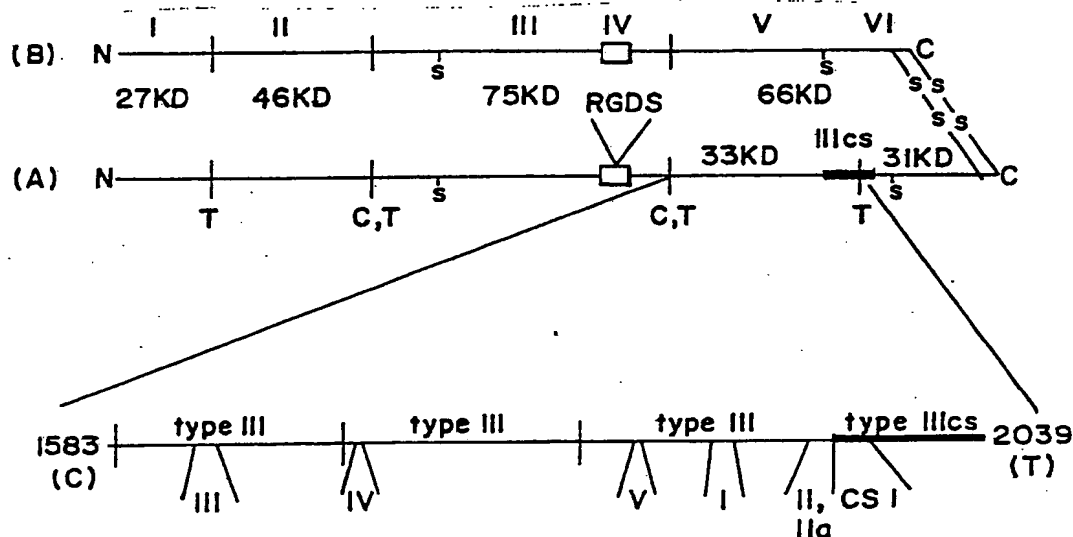 I II III IV V VI
(B) N C
S S S S
27KD 46KD 75KD RGDS 66KD S S
33KD IIIcs 31KD
(A) N C
S S
T C,T C,T T
type III type III type III type IIIcs
1583 2039
(C) (T)
III IV V I II, CS I
IIa